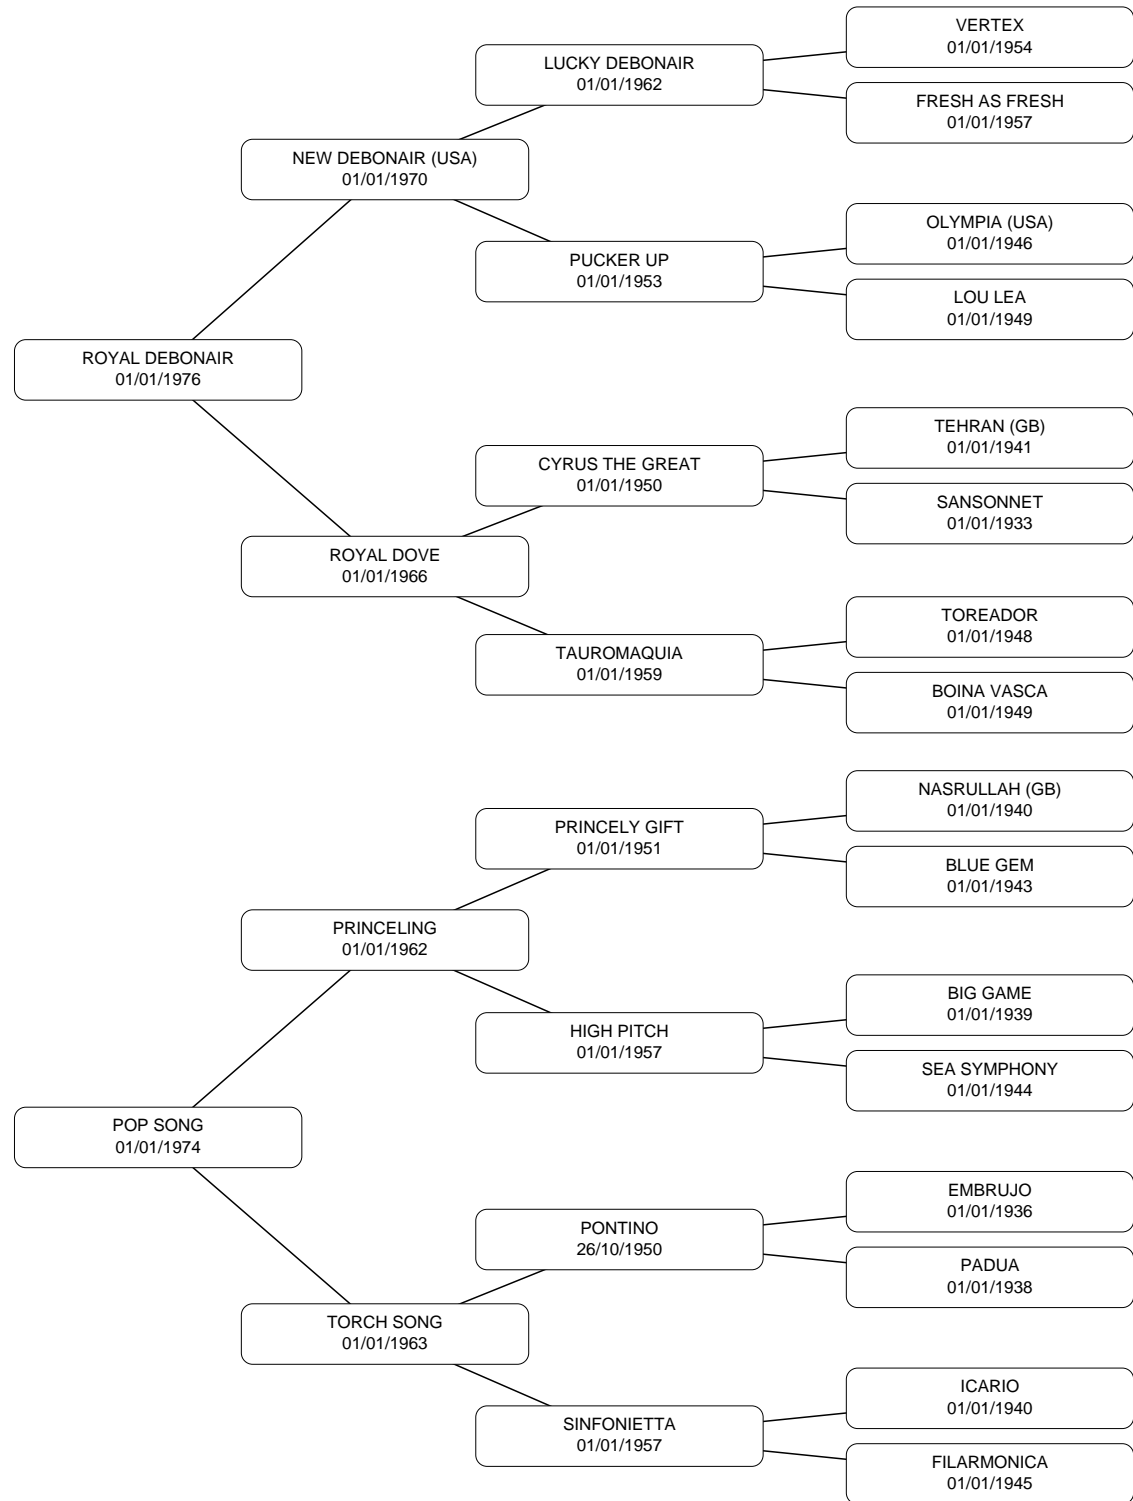 VERTEX
01/01/1954
LUCKY DEBONAIR
01/01/1962
FRESH AS FRESH
01/01/1957
NEW DEBONAIR (USA)
01/01/1970
OLYMPIA (USA)
01/01/1946
PUCKER UP
01/01/1953
LOU LEA
01/01/1949
ROYAL DEBONAIR
01/01/1976
TEHRAN (GB)
01/01/1941
CYRUS THE GREAT
01/01/1950
SANSONNET
01/01/1933
ROYAL DOVE
01/01/1966
TOREADOR
01/01/1948
TAUROMAQUIA
01/01/1959
BOINA VASCA
01/01/1949
NASRULLAH (GB)
01/01/1940
PRINCELY GIFT
01/01/1951
BLUE GEM
01/01/1943
PRINCELING
01/01/1962
BIG GAME
01/01/1939
HIGH PITCH
01/01/1957
SEA SYMPHONY
01/01/1944
POP SONG
01/01/1974
EMBRUJO
01/01/1936
PONTINO
26/10/1950
PADUA
01/01/1938
TORCH SONG
01/01/1963
ICARIO
01/01/1940
SINFONIETTA
01/01/1957
FILARMONICA
01/01/1945